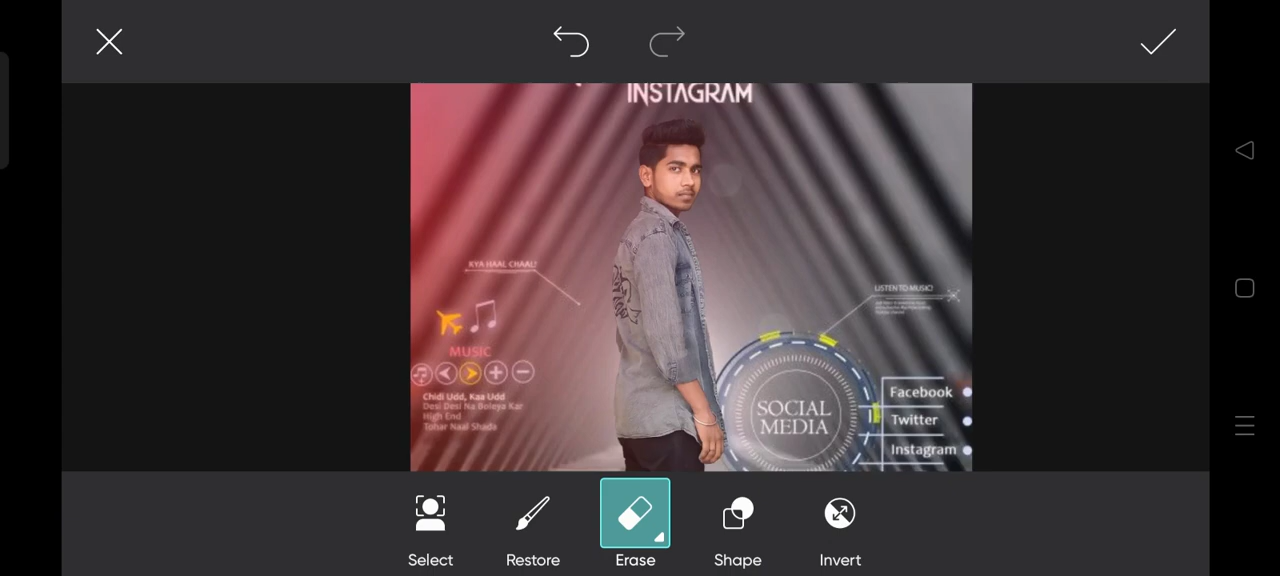 INSTAGRAM
KYA HAAL CHAAL?
LISTEN TO MUSIC!
MUSIC
Chidi Udd, Kaa Udd
Desi Desi Na Boleya Kar
High End
Tohar Naal Shada
SOCIAL
MEDIA
Facebook
Twitter
Instagram
Select
Restore
Erase
Shape
Invert